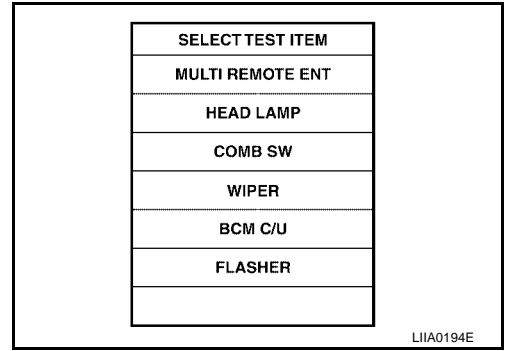 SELECT TEST ITEM
MULTI REMOTE ENT
HEAD LAMP
COMB SW
WIPER
BCM C/U
FLASHER
LIIA0194E